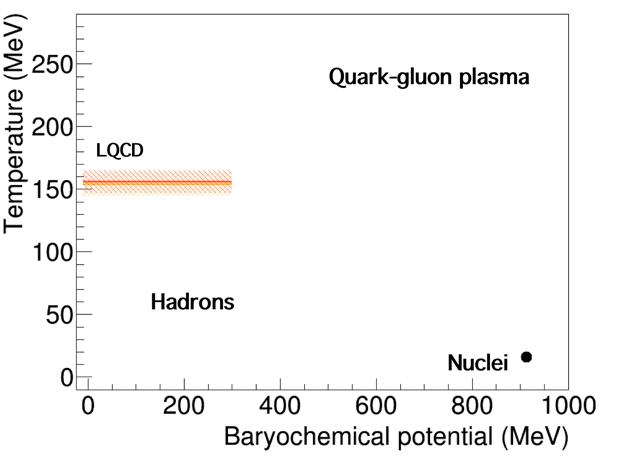 Temperature (MeV)
250
200
150
100
50
0
Quark-gluon plasma
LQCD
Hadrons
Nuclei
0 200 400 600 800 1000
Baryochemical potential (MeV)